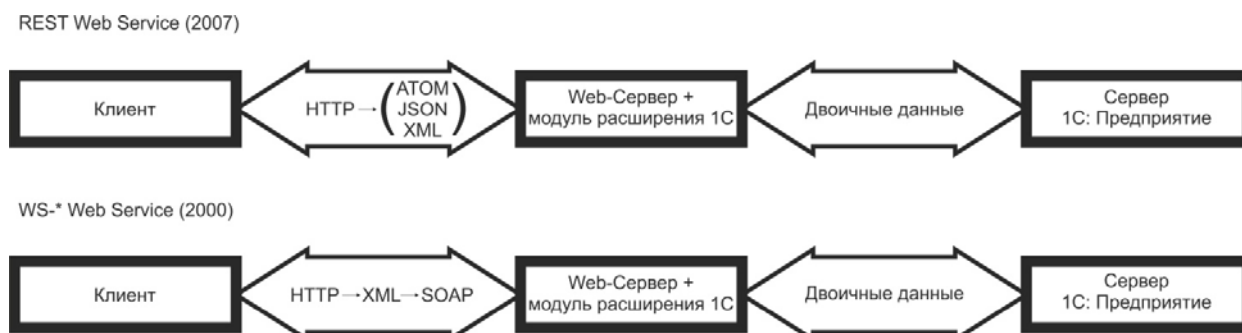 REST Web Service (2007)
Клиент
HTTP → ( ATOM
JSON
XML )
Web-Сервер +
модуль расширения 1С
Двоичные данные
Сервер
1С: Предприятие
WS-* Web Service (2000)
Клиент
HTTP→XML→SOAP
Web-Сервер +
модуль расширения 1С
Двоичные данные
Сервер
1С: Предприятие